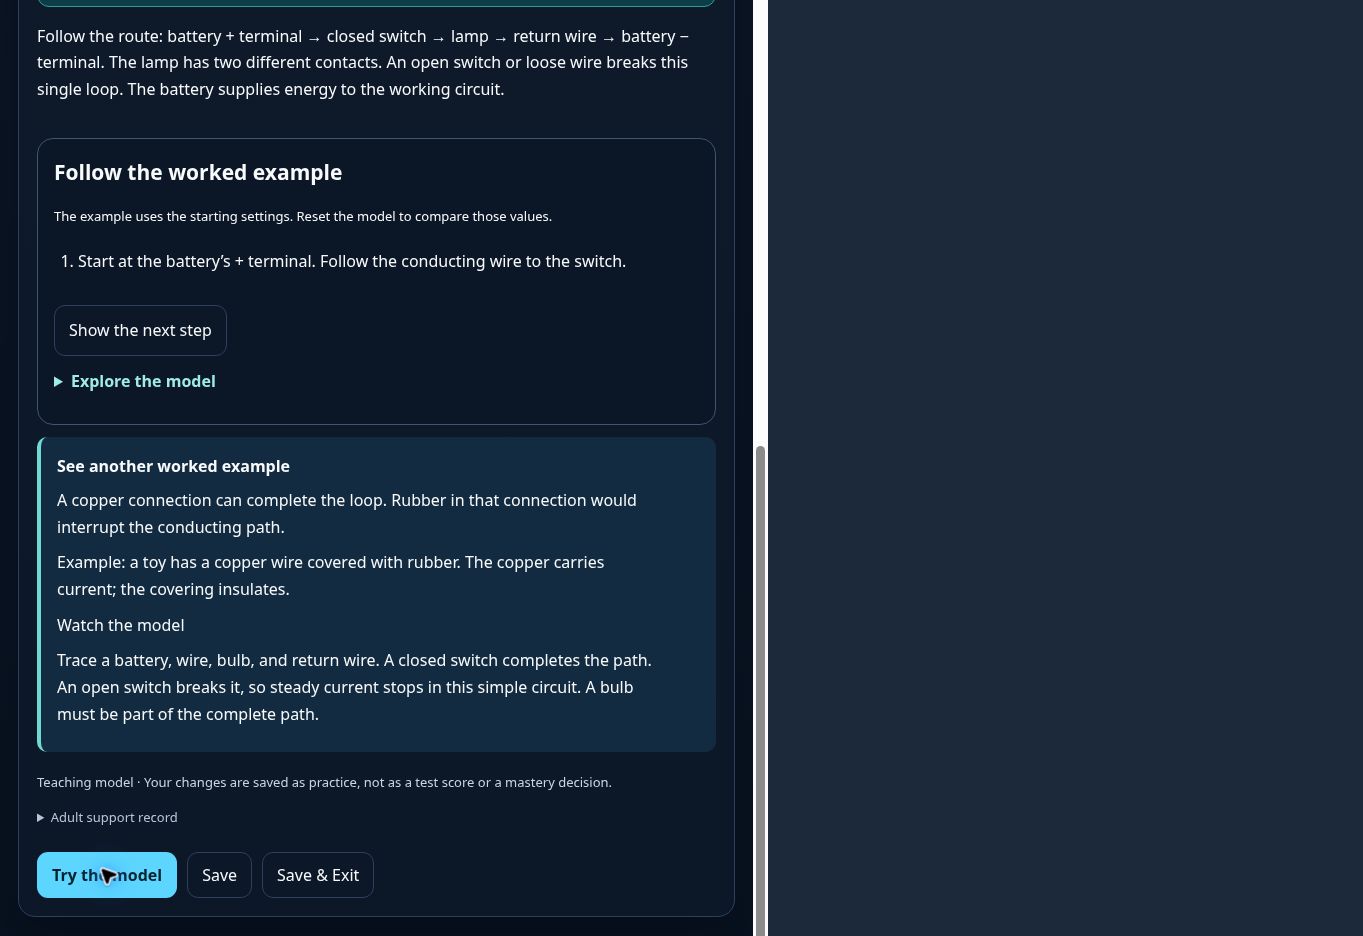 Follow the route: battery + terminal → closed switch → lamp → return wire → battery −
terminal. The lamp has two different contacts. An open switch or loose wire breaks this
single loop. The battery supplies energy to the working circuit.
Follow the worked example
The example uses the starting settings. Reset the model to compare those values.
1. Start at the battery’s + terminal. Follow the conducting wire to the switch.
Show the next step
Explore the model
See another worked example
A copper connection can complete the loop. Rubber in that connection would
interrupt the conducting path.
Example: a toy has a copper wire covered with rubber. The copper carries
current; the covering insulates.
Watch the model
Trace a battery, wire, bulb, and return wire. A closed switch completes the path.
An open switch breaks it, so steady current stops in this simple circuit. A bulb
must be part of the complete path.
Teaching model · Your changes are saved as practice, not as a test score or a mastery decision.
Adult support record
Try the model
Save
Save & Exit